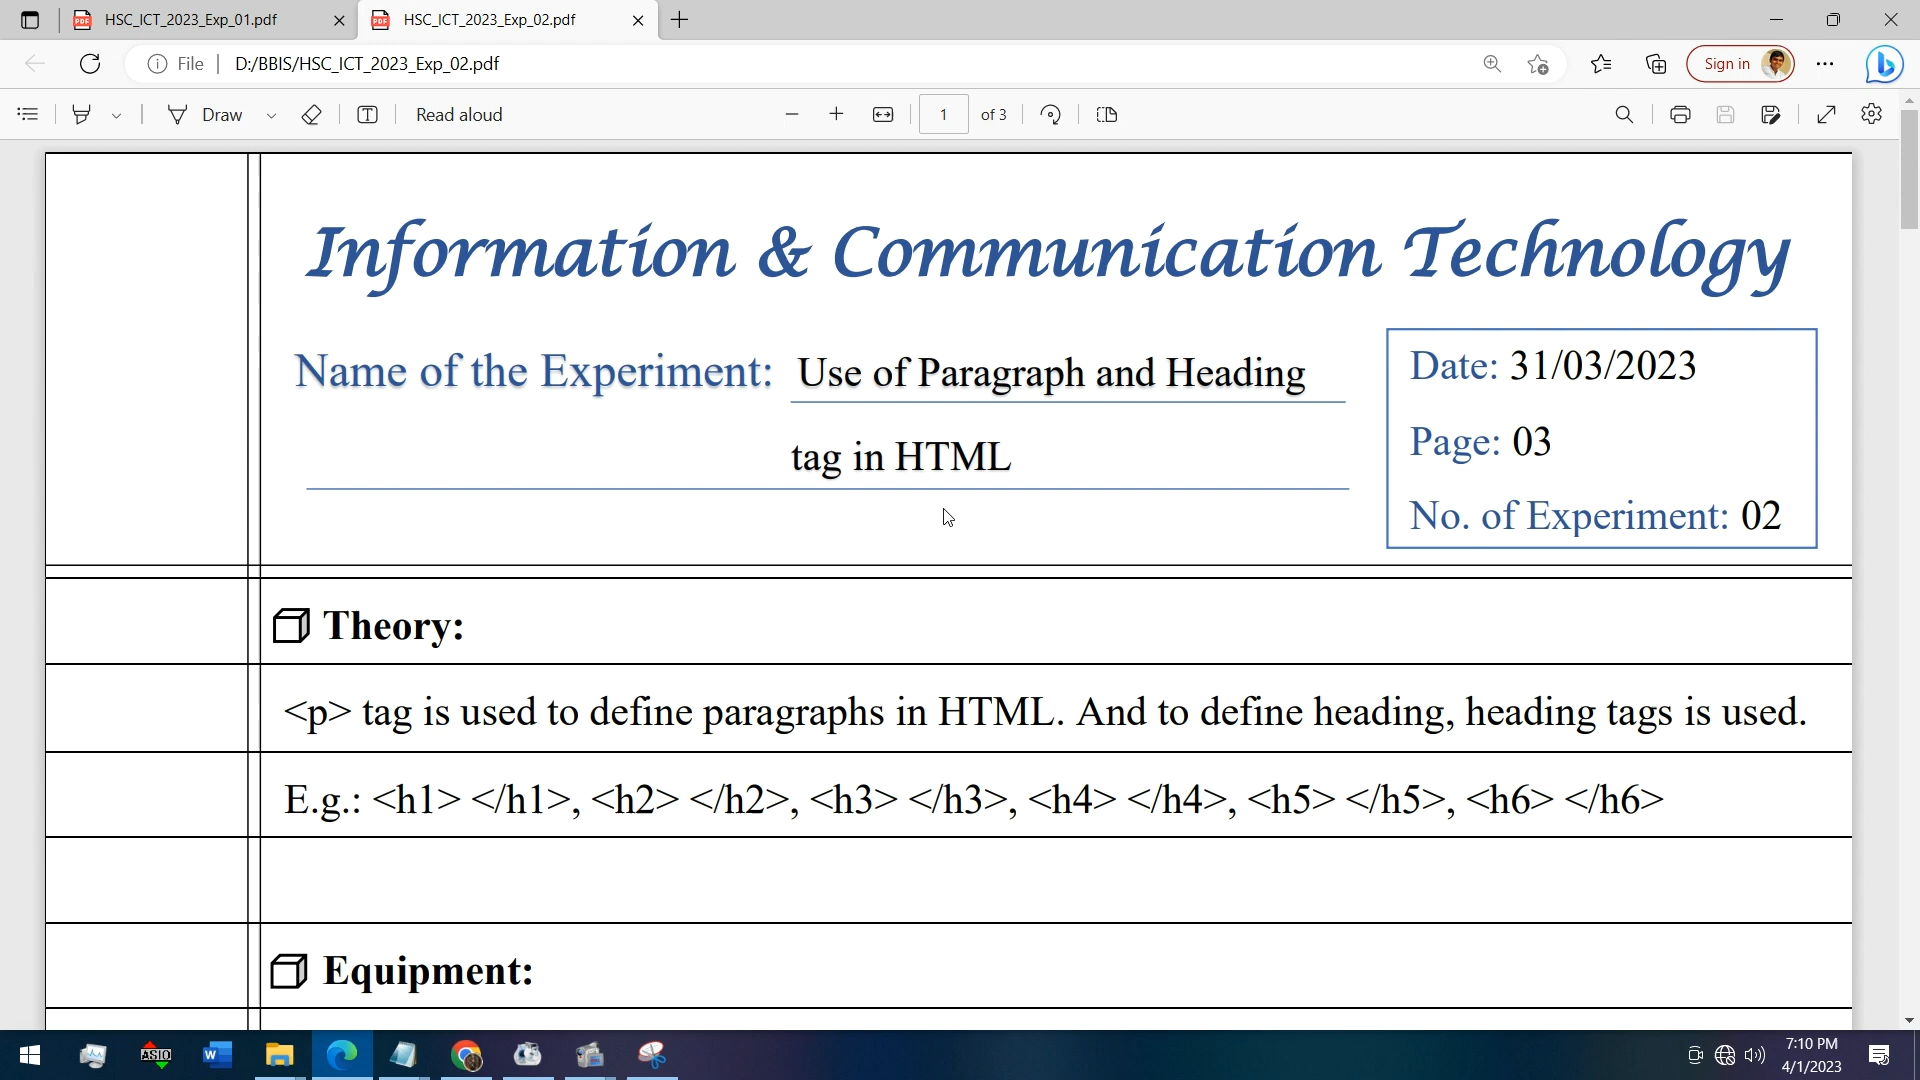 HSC_ICT_2023_Exp_01.pdf
HSC_ICT_2023_Exp_02.pdf
File
D:/BBIS/HSC_ICT_2023_Exp_02.pdf
Sign in
Draw
Read aloud
1 of 3
Information & Communication Technology
Name of the Experiment: Use of Paragraph and Heading
tag in HTML
Date: 31/03/2023
Page: 03
No. of Experiment: 02
Theory:
<p> tag is used to define paragraphs in HTML. And to define heading, heading tags is used.
E.g.: <h1> </h1>, <h2> </h2>, <h3> </h3>, <h4> </h4>, <h5> </h5>, <h6> </h6>
Equipment:
ASIO
7:10 PM
4/1/2023